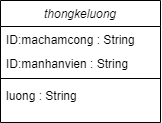 thongkeluong
ID:machamcong : String
ID:manhanvien : String
luong : String